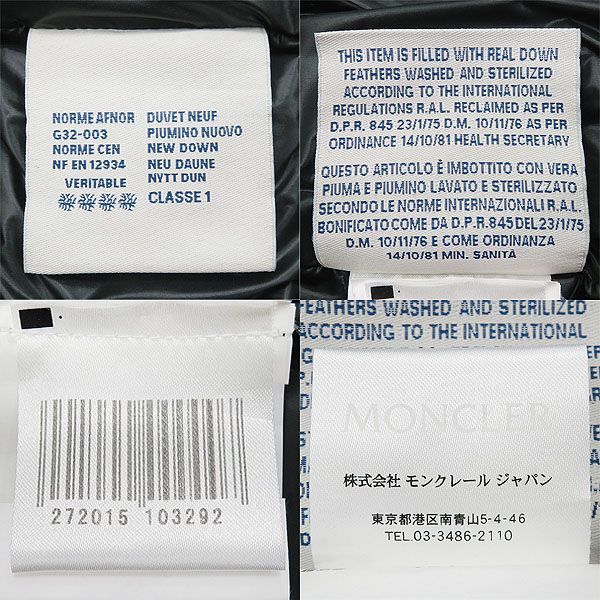 NORME AFNOR DUVET NEUF
G32-003 PIUMINO NUOVO
NORME CEN NEW DOWN
NF EN 12934 NEU DAUNE
VERITABLE NYTT DUN
CLASSE 1
THIS ITEM IS FILLED WITH REAL DOWN
FEATHERS WASHED AND STERILIZED
ACCORDING TO THE INTERNATIONAL
REGULATIONS R.A.L. RECLAIMED AS PER
D.P.R. 845 23/1/75 D.M. 10/11/76 AS PER
ORDINANCE 14/10/81 HEALTH SECRETARY
QUESTO ARTICOLO È IMBOTTITO CON VERA
PIUMA E PIUMINO LAVATO E STERILIZZATO
SECONDO LE NORME INTERNAZIONALI R.A.L.
BONIFICATO COME DA D.P.R. 845 DEL 23/1/75
D.M. 10/11/76 E COME ORDINANZA
14/10/81 MIN. SANITÀ
272015 103292
FEATHERS WASHED AND STERILIZED
ACCORDING TO THE INTERNATIONAL
MONCLER
株式会社 モンクレール ジャパン
東京都港区南青山5-4-46
TEL.03-3486-2110